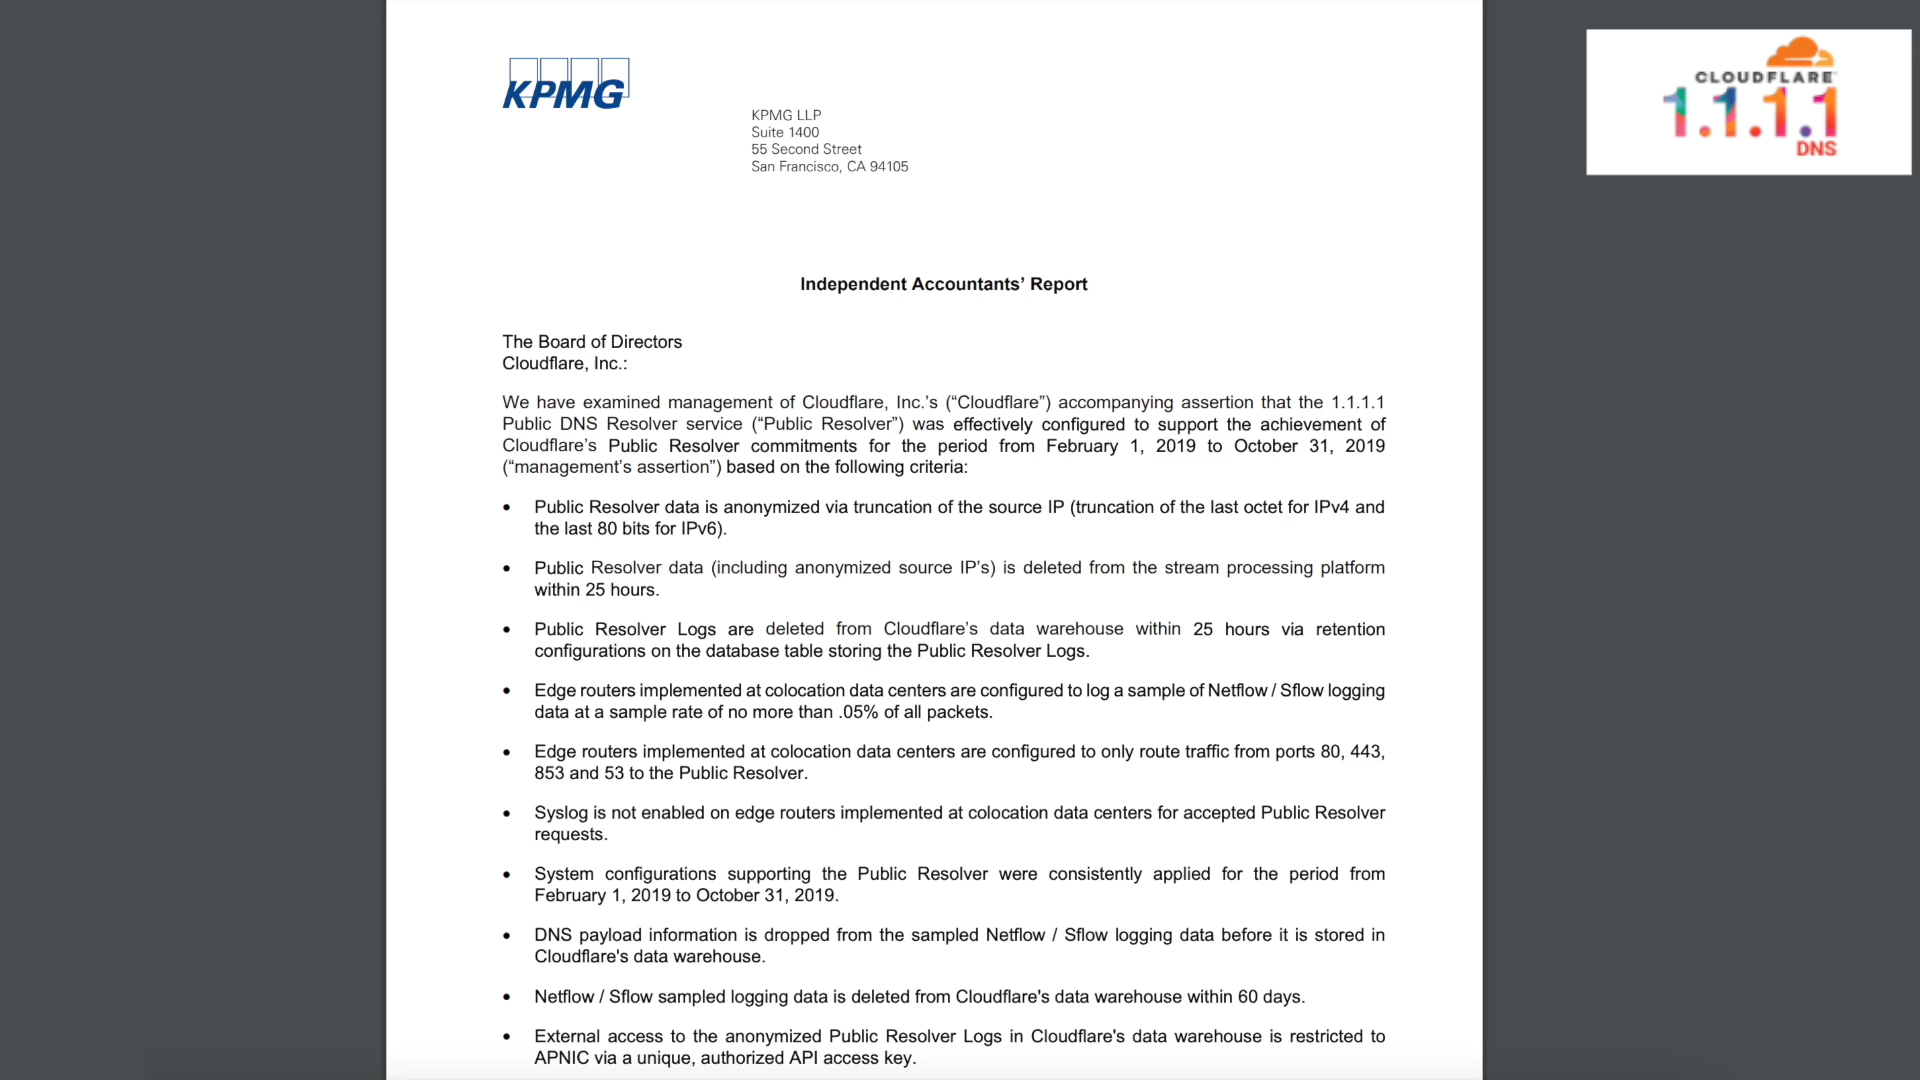 KPMG
KPMG LLP
Suite 1400
55 Second Street
San Francisco, CA 94105
CLOUDFLARE
1.1.1.1
DNS
Independent Accountants’ Report
The Board of Directors
Cloudflare, Inc.:
We have examined management of Cloudflare, Inc.’s (“Cloudflare”) accompanying assertion that the 1.1.1.1
Public DNS Resolver service (“Public Resolver”) was effectively configured to support the achievement of
Cloudflare’s Public Resolver commitments for the period from February 1, 2019 to October 31, 2019
(“management’s assertion”) based on the following criteria:
• Public Resolver data is anonymized via truncation of the source IP (truncation of the last octet for IPv4 and
the last 80 bits for IPv6).
• Public Resolver data (including anonymized source IP’s) is deleted from the stream processing platform
within 25 hours.
• Public Resolver Logs are deleted from Cloudflare’s data warehouse within 25 hours via retention
configurations on the database table storing the Public Resolver Logs.
• Edge routers implemented at colocation data centers are configured to log a sample of Netflow / Sflow logging
data at a sample rate of no more than .05% of all packets.
• Edge routers implemented at colocation data centers are configured to only route traffic from ports 80, 443,
853 and 53 to the Public Resolver.
• Syslog is not enabled on edge routers implemented at colocation data centers for accepted Public Resolver
requests.
• System configurations supporting the Public Resolver were consistently applied for the period from
February 1, 2019 to October 31, 2019.
• DNS payload information is dropped from the sampled Netflow / Sflow logging data before it is stored in
Cloudflare's data warehouse.
• Netflow / Sflow sampled logging data is deleted from Cloudflare's data warehouse within 60 days.
• External access to the anonymized Public Resolver Logs in Cloudflare's data warehouse is restricted to
APNIC via a unique, authorized API access key.